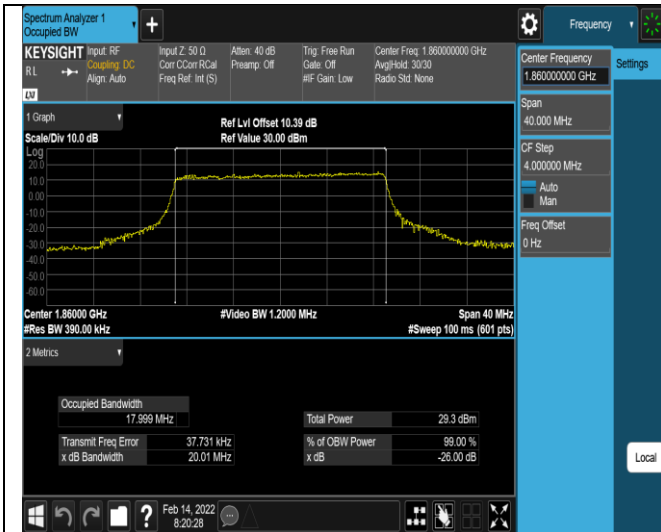 Spectrum Analyzer 1
Occupied BW
+
Frequency
KEYSIGHT
RL
LXI
Input: RF
Coupling: DC
Align: Auto
Input Z: 50 Ω
Corr CCorr RCal
Freq Ref: Int (S)
Atten: 40 dB
Preamp: Off
Trig: Free Run
Gate: Off
#IF Gain: Low
Center Freq: 1.860000000 GHz
Avg|Hold: 30/30
Radio Std: None
Center Frequency
1.860000000 GHz
Settings
Span
40.000 MHz
CF Step
4.000000 MHz
Auto
Man
Freq Offset
0 Hz
Local
1 Graph
Scale/Div 10.0 dB
Ref Lvl Offset 10.39 dB
Ref Value 30.00 dBm
Log
20.0
10.0
0.00
-10.0
-20.0
-30.0
-40.0
-50.0
-60.0
Center 1.86000 GHz
#Video BW 1.2000 MHz
Span 40 MHz
#Res BW 390.00 kHz
#Sweep 100 ms (601 pts)
2 Metrics
Occupied Bandwidth
17.999 MHz
Total Power 29.3 dBm
Transmit Freq Error 37.731 kHz
% of OBW Power 99.00 %
x dB Bandwidth 20.01 MHz
x dB -26.00 dB
?
Feb 14, 2022
8:20:28